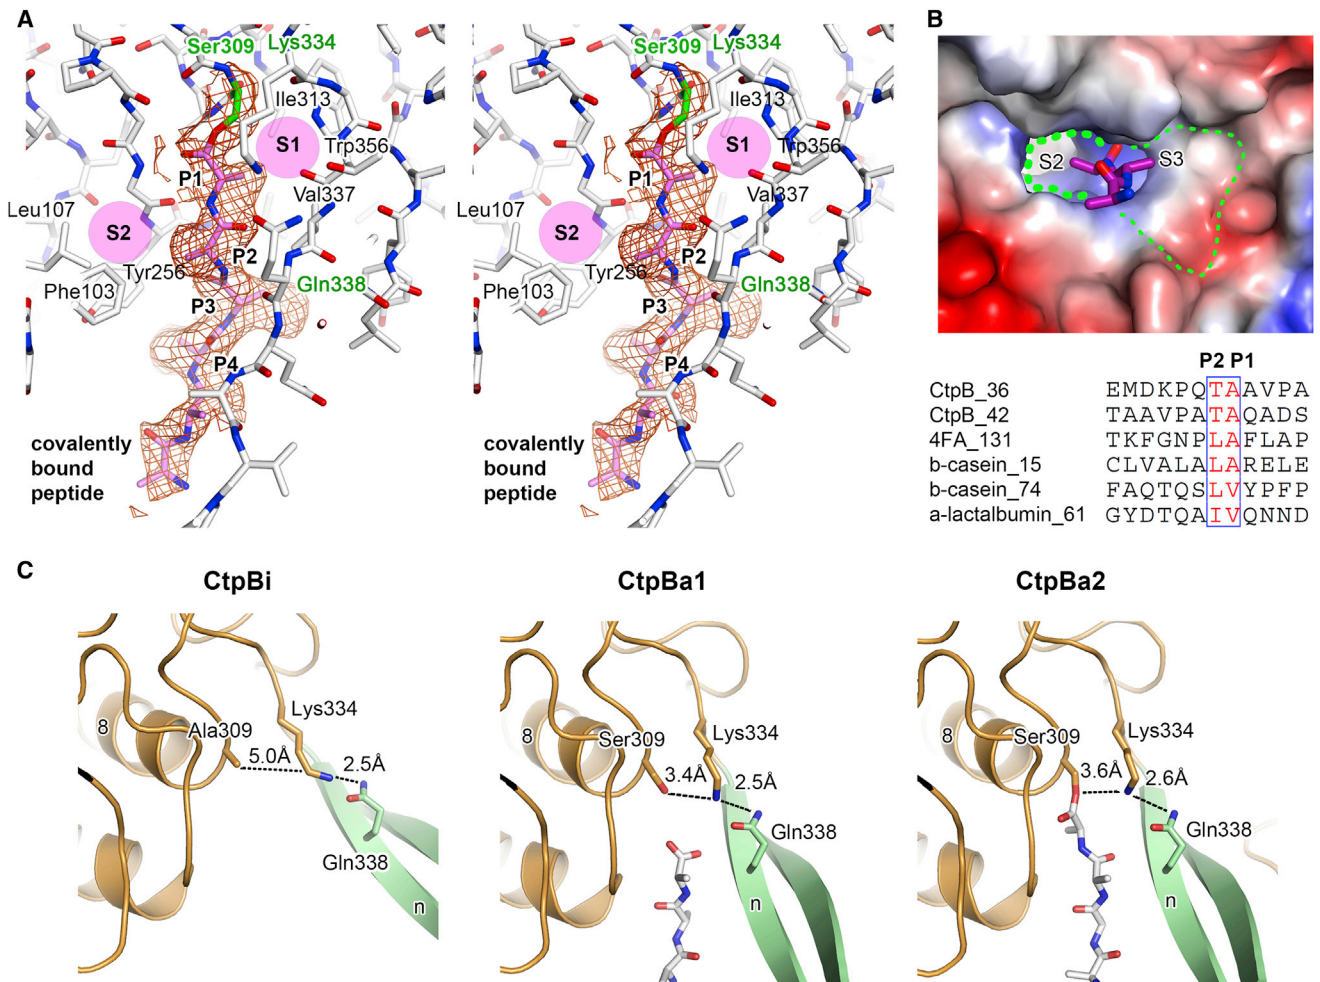 A
Ser309
Lys334
Ile313
S1
Trp356
P1
Val337
Leu107
S2
P2
Tyr256
Phe103
Gln338
P3
P4
covalently
bound
peptide
Ser309
Lys334
Ile313
S1
Trp356
P1
Val337
Leu107
S2
P2
Tyr256
Phe103
Gln338
P3
P4
covalently
bound
peptide
B
S2
S3
P2 P1
CtpB_36 EMDKPQTAAVPA
CtpB_42 TAAVPATAQADS
4FA_131 TKFGNPLAFLAP
b-casein_15 CLVALALARELE
b-casein_74 FAQTQSLVYPFP
a-lactalbumin_61 GYDTQAIVQNND
C
CtpBi
8
Ala309
Lys334
5.0Å
2.5Å
Gln338
n
CtpBa1
8
Ser309
Lys334
3.4Å
2.5Å
Gln338
n
CtpBa2
8
Ser309
Lys334
3.6Å
2.6Å
Gln338
n